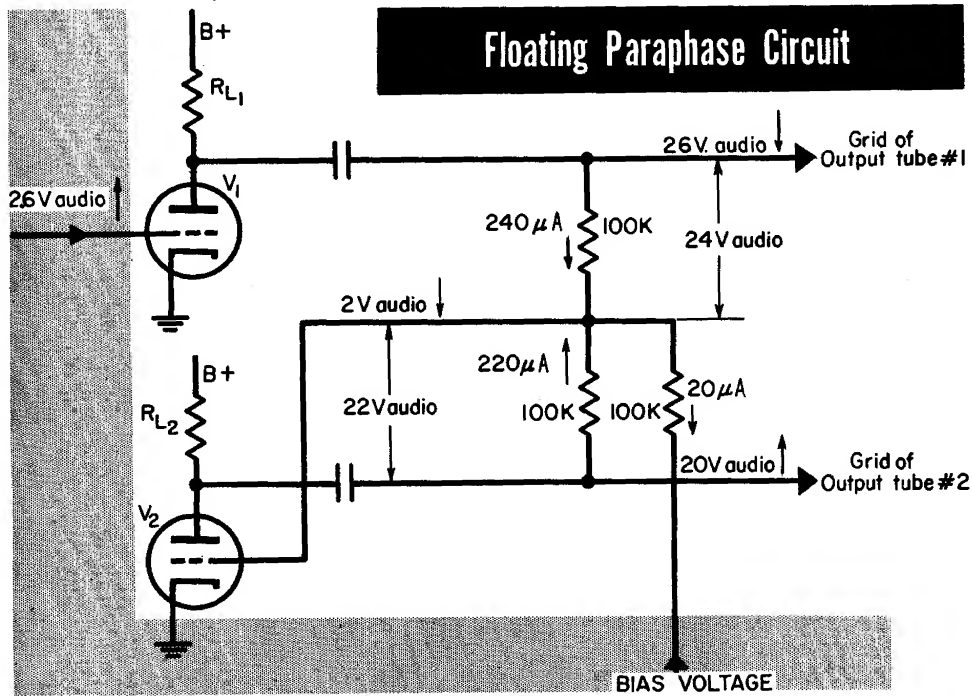 Floating Paraphase Circuit
B+
RL1
26V audio
Grid of
Output tube #1
V1
2.6V audio
240μA
100K
24V audio
2V audio
B+
RL2
22V audio
220μA
100K
100K
20μA
20V audio
Grid of
Output tube #2
V2
BIAS VOLTAGE